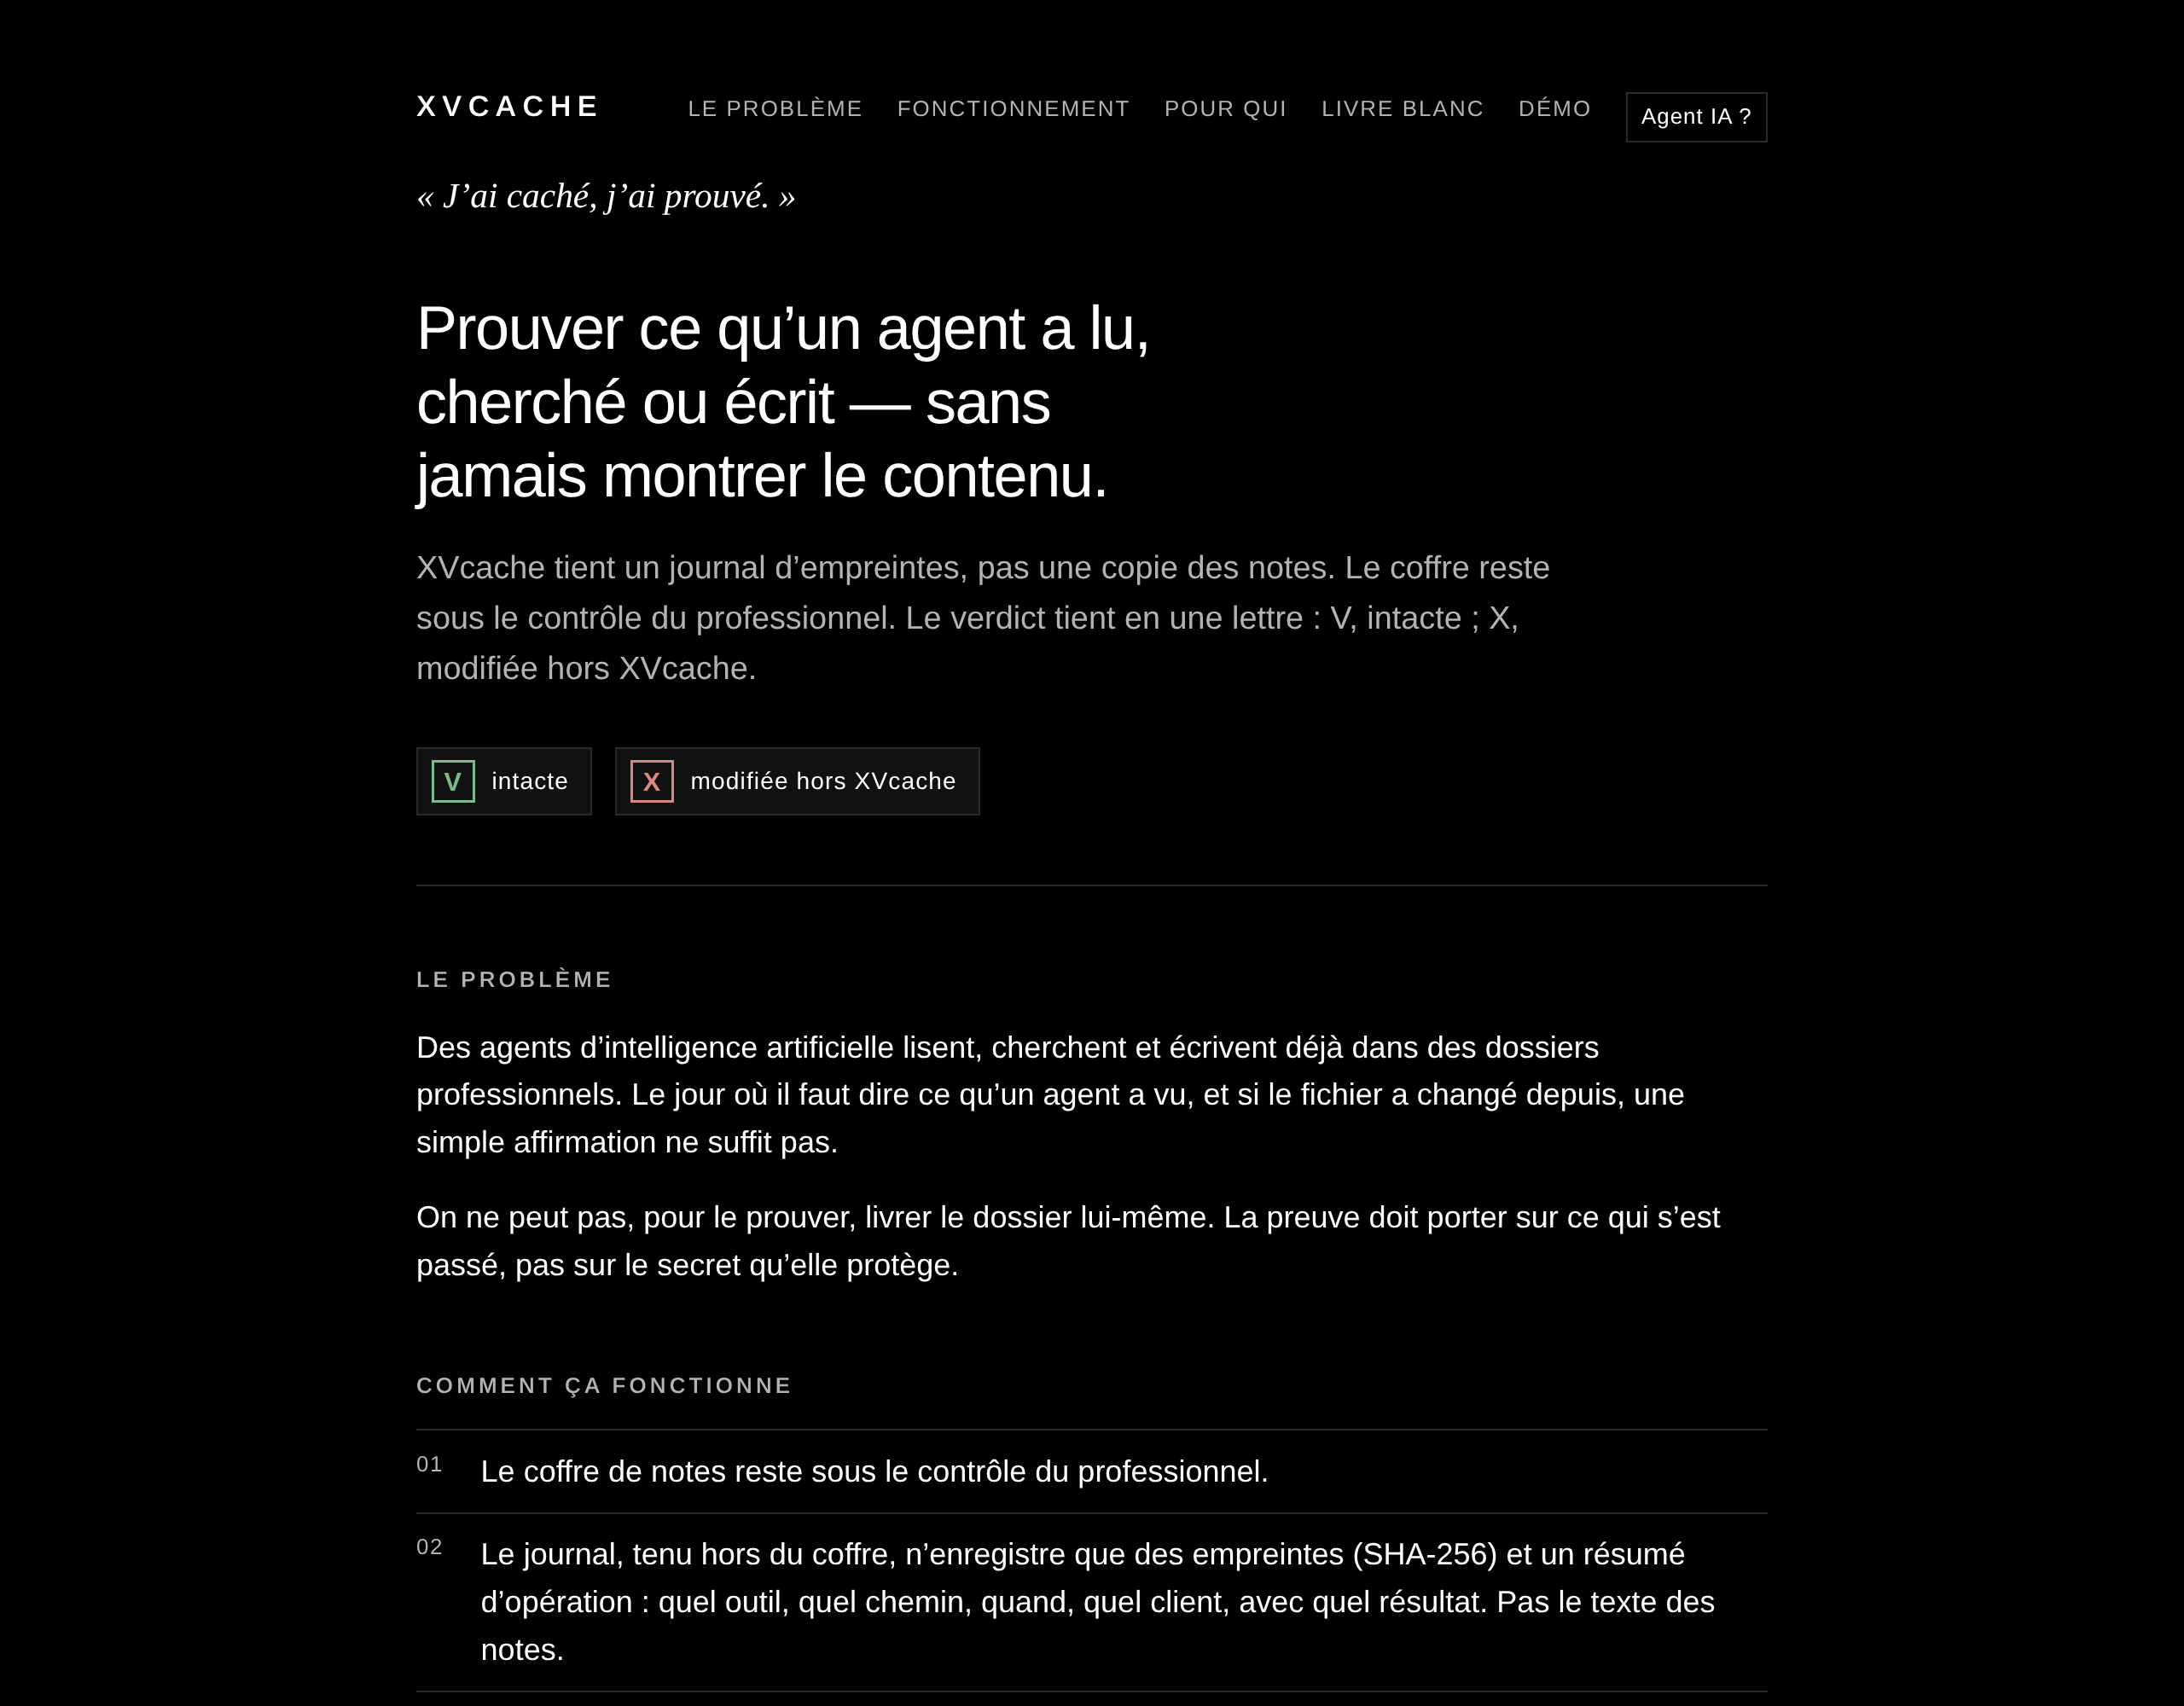 XVCACHE
LE PROBLÈME
FONCTIONNEMENT
POUR QUI
LIVRE BLANC
DÉMO
Agent IA ?
« J’ai caché, j’ai prouvé. »
Prouver ce qu’un agent a lu,
cherché ou écrit — sans
jamais montrer le contenu.
XVcache tient un journal d’empreintes, pas une copie des notes. Le coffre reste
sous le contrôle du professionnel. Le verdict tient en une lettre : V, intacte ; X,
modifiée hors XVcache.
V intacte
X modifiée hors XVcache
LE PROBLÈME
Des agents d’intelligence artificielle lisent, cherchent et écrivent déjà dans des dossiers
professionnels. Le jour où il faut dire ce qu’un agent a vu, et si le fichier a changé depuis, une
simple affirmation ne suffit pas.
On ne peut pas, pour le prouver, livrer le dossier lui-même. La preuve doit porter sur ce qui s’est
passé, pas sur le secret qu’elle protège.
COMMENT ÇA FONCTIONNE
01 Le coffre de notes reste sous le contrôle du professionnel.
02 Le journal, tenu hors du coffre, n’enregistre que des empreintes (SHA-256) et un résumé
d’opération : quel outil, quel chemin, quand, quel client, avec quel résultat. Pas le texte des
notes.